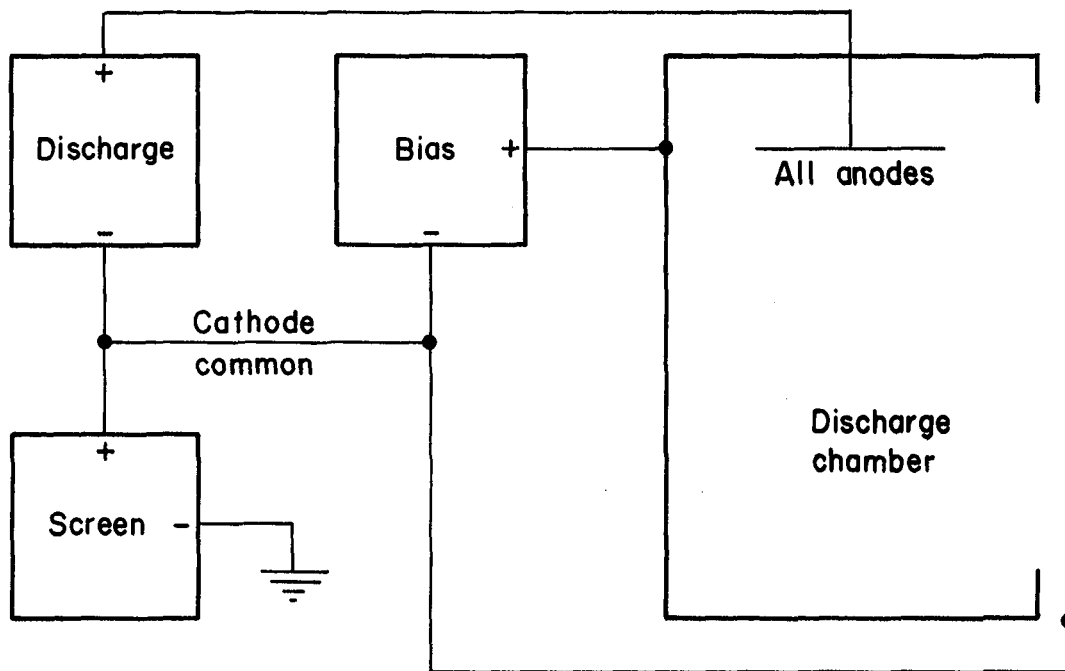 +
Discharge
-
Bias
+
-
All anodes
Cathode
common
+
Screen
-
Discharge
chamber